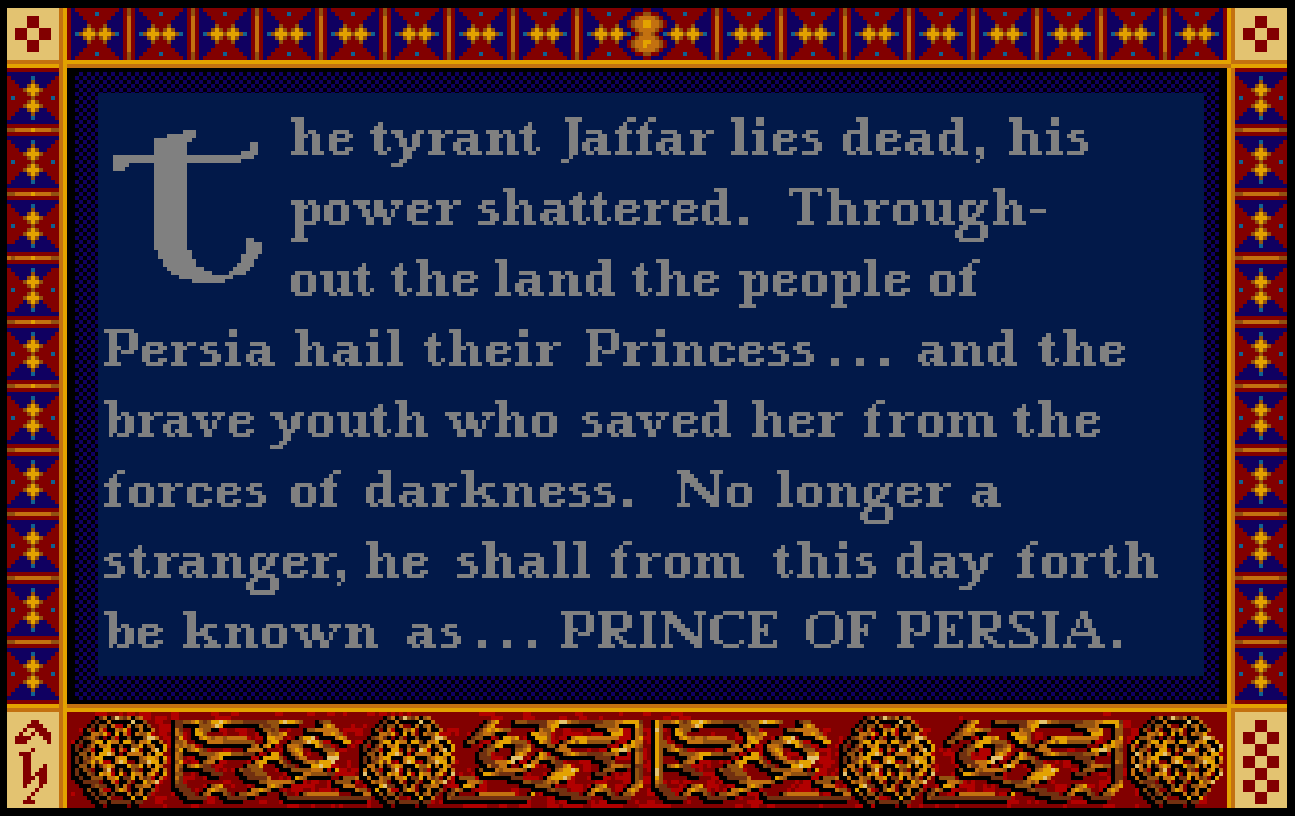 the tyrant Jaffar lies dead, his
power shattered.  Through-
out the land the people of
Persia hail their Princess... and the
brave youth who saved her from the
forces of darkness.  No longer a
stranger, he shall from this day forth
be known as... PRINCE OF PERSIA.